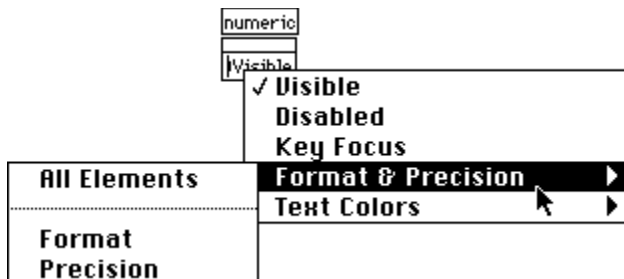 numeric
Visible
✓ Visible
Disabled
Key Focus
Format & Precision
Text Colors
All Elements
Format
Precision